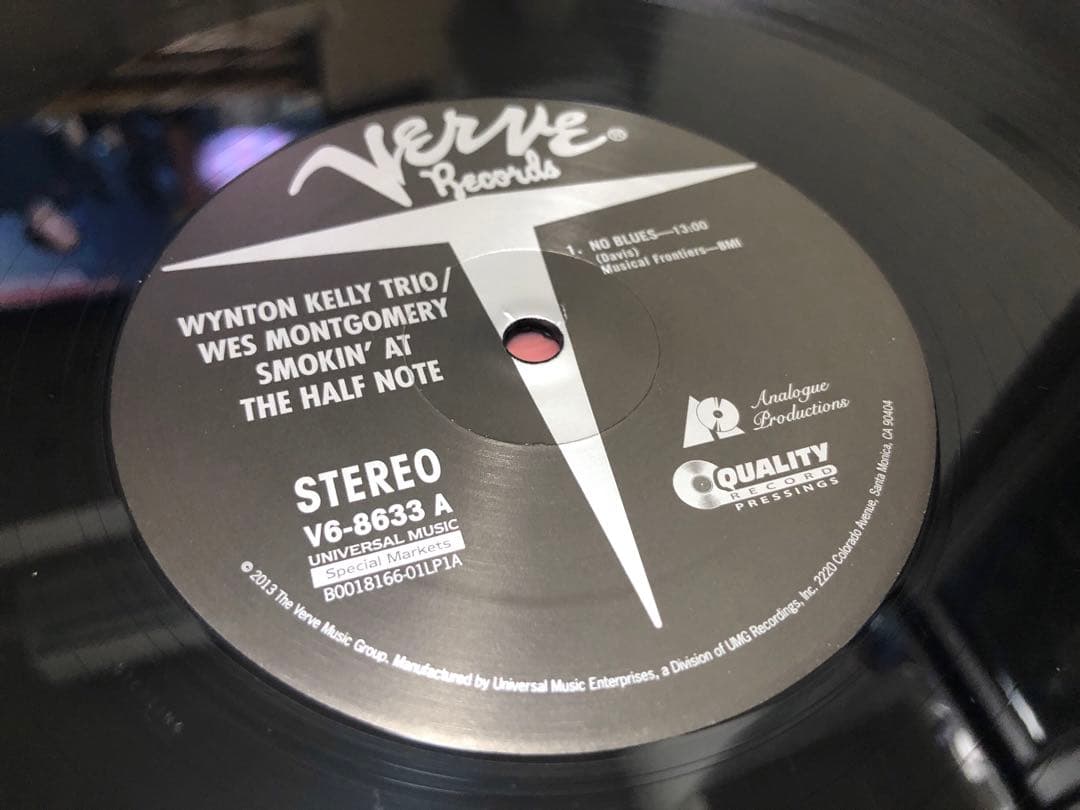 Verve®
Records
1. NO BLUES—13:00
(Davis)
Musical Frontiers—BMI
WYNTON KELLY TRIO/
WES MONTGOMERY
SMOKIN' AT
THE HALF NOTE
STEREO
V6-8633 A
UNIVERSAL MUSIC
Special Markets
B0018166-01LP1A
Analogue
Productions
QUALITY
RECORD
PRESSINGS
© 2013 The Verve Music Group. Manufactured by Universal Music Enterprises, a Division of UMG Recordings, Inc. 2220 Colorado Avenue, Santa Monica, CA 90404